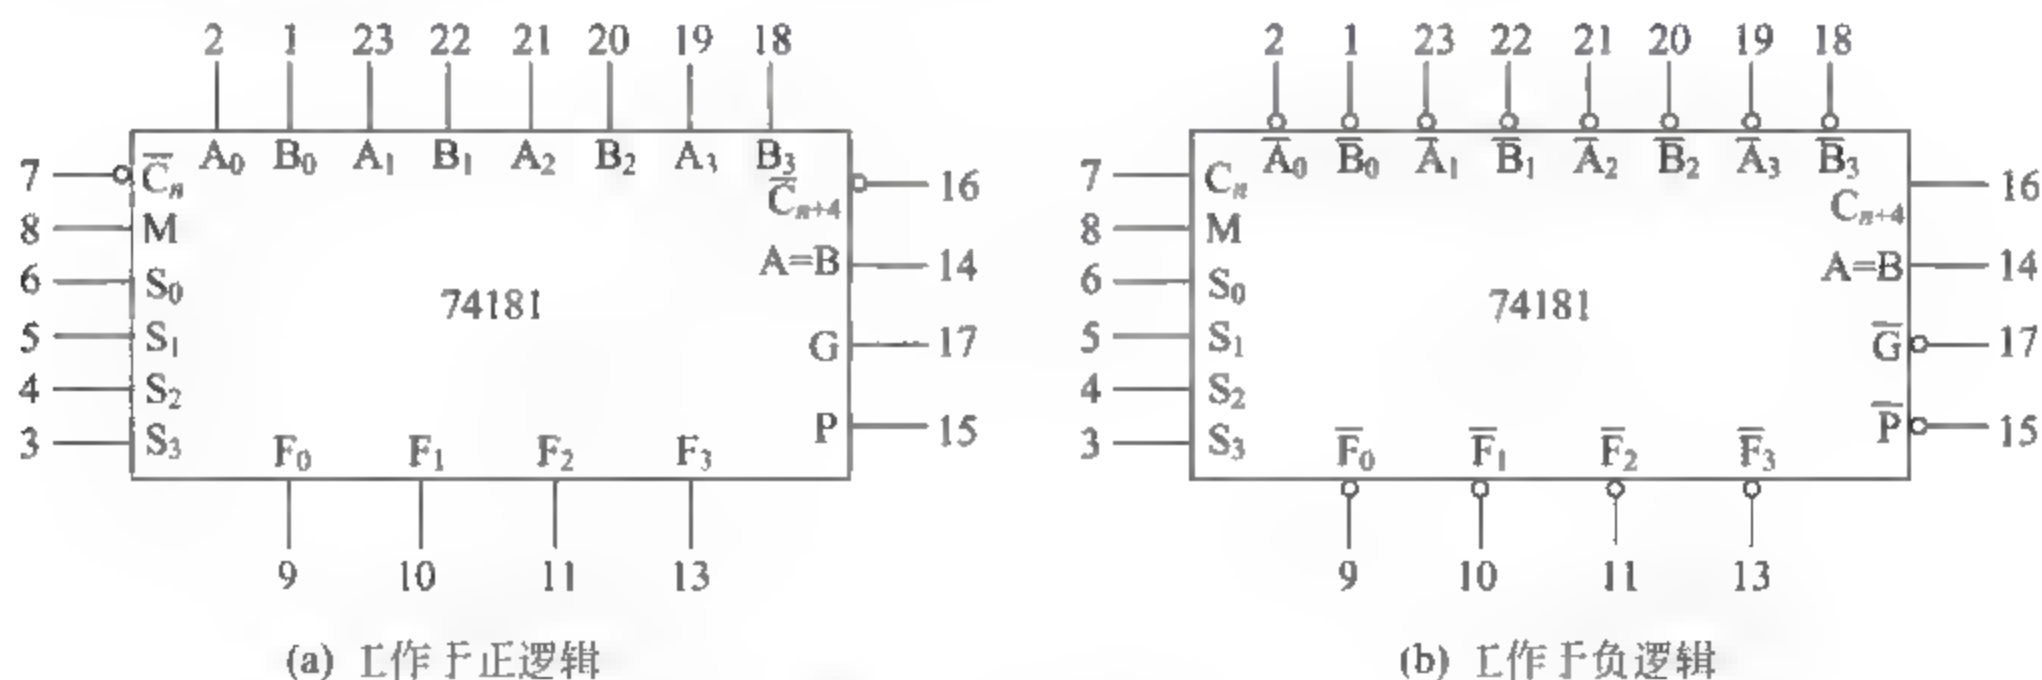 2 1 23 22 21 20 19 18
A₀ B₀ A₁ B₁ A₂ B₂ A₃ B₃
7 C̅ₙ
C̅ₙ₊₄ 16
8 M
A=B 14
6 S₀
74181
5 S₁
G 17
4 S₂
P 15
3 S₃
F₀ F₁ F₂ F₃
9 10 11 13
(a) 工作于正逻辑
2 1 23 22 21 20 19 18
A̅₀ B̅₀ A̅₁ B̅₁ A̅₂ B̅₂ A̅₃ B̅₃
7 Cₙ
Cₙ₊₄ 16
8 M
A=B 14
6 S₀
74181
5 S₁
G̅ 17
4 S₂
P̅ 15
3 S₃
F̅₀ F̅₁ F̅₂ F̅₃
9 10 11 13
(b) 工作于负逻辑